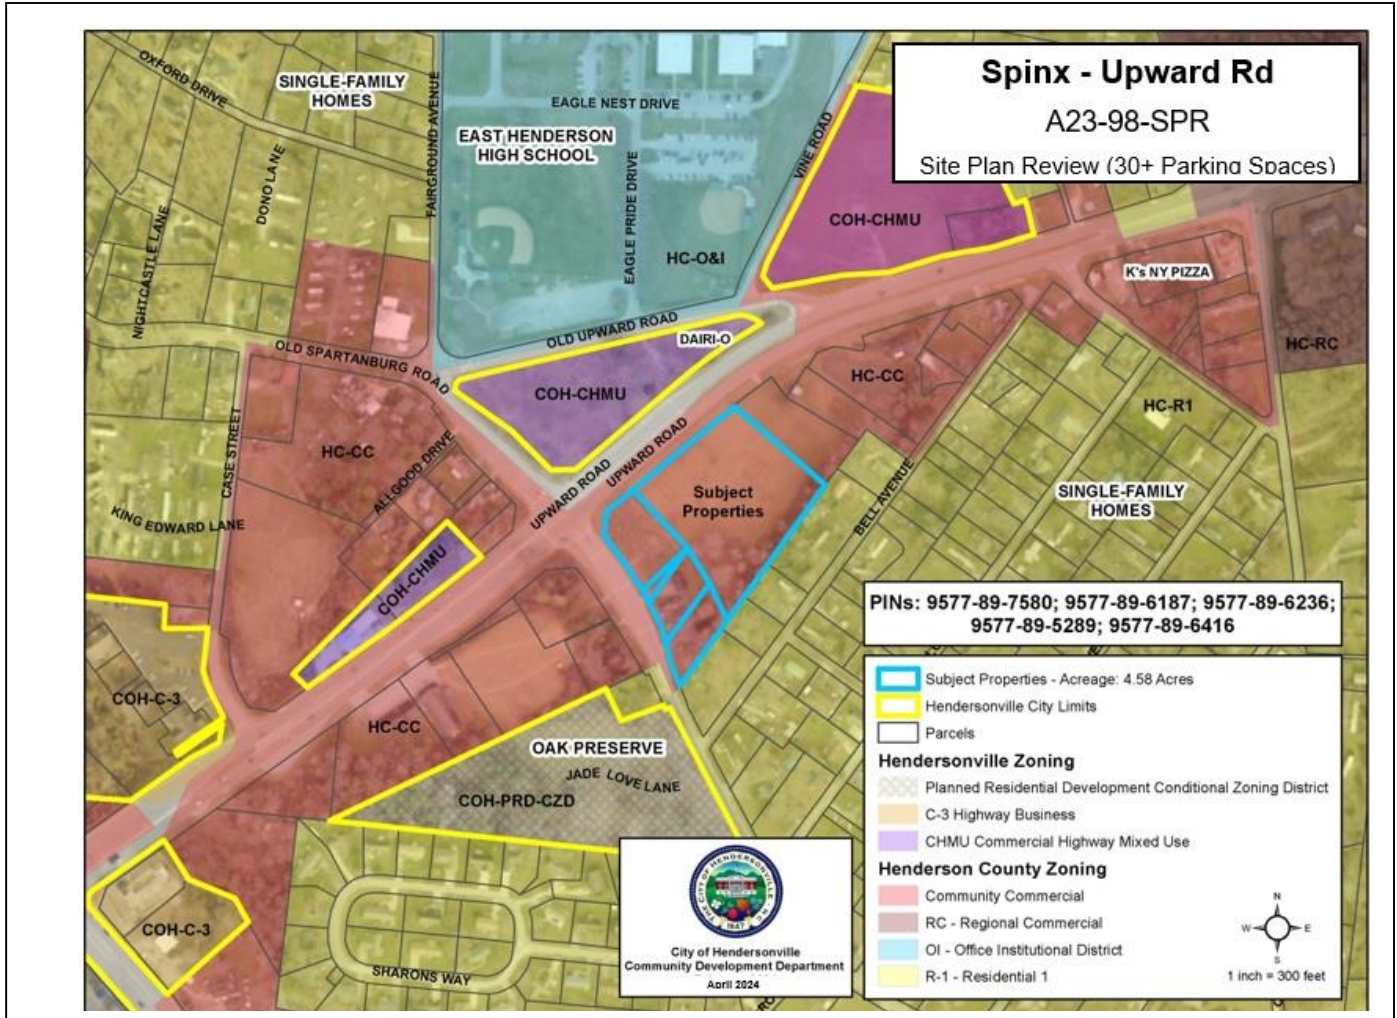 Spinx - Upward Rd
A23-98-SPR
Site Plan Review (30+ Parking Spaces)
OXFORD DRIVE
SINGLE-FAMILY
HOMES
FAIRGROUND AVENUE
EAGLE NEST DRIVE
EAST HENDERSON
HIGH SCHOOL
EAGLE PRIDE DRIVE
VINE ROAD
DONO LANE
NIGHTCASTLE LANE
COH-CHMU
HC-O&I
K's NY PIZZA
OLD UPWARD ROAD
DAIRI-O
HC-RC
OLD SPARTANBURG ROAD
COH-CHMU
HC-CC
HC-R1
CASE STREET
HC-CC
ALLGOOD DRIVE
UPWARD ROAD
UPWARD ROAD
Subject
Properties
BELL AVENUE
SINGLE-FAMILY
HOMES
KING EDWARD LANE
COH-CHMU
PINs: 9577-89-7580; 9577-89-6187; 9577-89-6236;
9577-89-5289; 9577-89-6416
COH-C-3
HC-CC
OAK PRESERVE
JADE LOVE LANE
COH-PRD-CZD
COH-C-3
SHARONS WAY
Subject Properties - Acreage: 4.58 Acres
Hendersonville City Limits
Parcels
Hendersonville Zoning
Planned Residential Development Conditional Zoning District
C-3 Highway Business
CHMU Commercial Highway Mixed Use
Henderson County Zoning
Community Commercial
RC - Regional Commercial
OI - Office Institutional District
R-1 - Residential 1
N
W E
S
1 inch = 300 feet
THE CITY OF HENDERSONVILLE N.C.
1847
City of Hendersonville
Community Development Department
April 2024